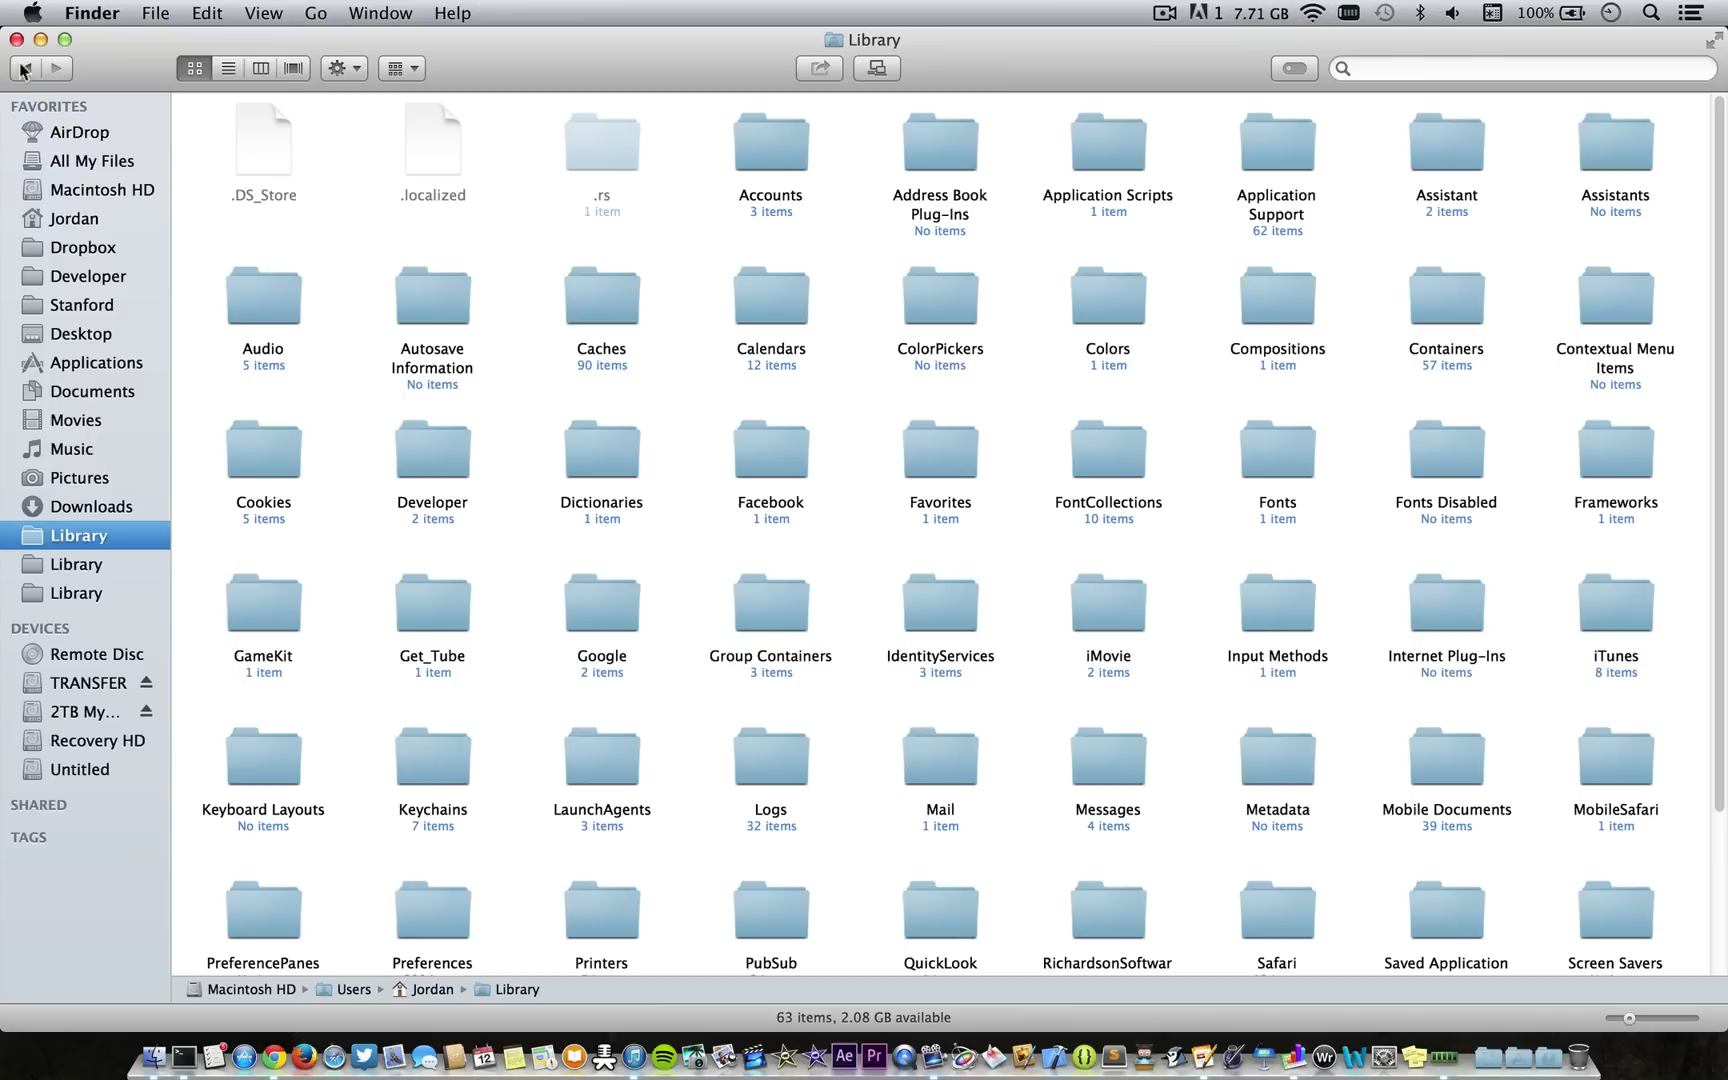 Finder File Edit View Go Window Help 1 7.71 GB 100%
Library
FAVORITES
AirDrop
All My Files
Macintosh HD
Jordan
Dropbox
Developer
Stanford
Desktop
Applications
Documents
Movies
Music
Pictures
Downloads
Library
Library
Library
DEVICES
Remote Disc
TRANSFER
2TB My...
Recovery HD
Untitled
SHARED
TAGS
.DS_Store .localized .rs Accounts Address Book Application Scripts Application Assistant Assistants
1 item 3 items Plug-Ins 1 item Support 2 items No items
No items 62 items
Audio Autosave Caches Calendars ColorPickers Colors Compositions Containers Contextual Menu
5 items Information 90 items 12 items No items 1 item 1 item 57 items Items
No items No items
Cookies Developer Dictionaries Facebook Favorites FontCollections Fonts Fonts Disabled Frameworks
5 items 2 items 1 item 1 item 1 item 10 items 1 item No items 1 item
GameKit Get_Tube Google Group Containers IdentityServices iMovie Input Methods Internet Plug-Ins iTunes
1 item 1 item 2 items 3 items 3 items 2 items 1 item No items 8 items
Keyboard Layouts Keychains LaunchAgents Logs Mail Messages Metadata Mobile Documents MobileSafari
No items 7 items 3 items 32 items 1 item 4 items No items 39 items 1 item
PreferencePanes Preferences Printers PubSub QuickLook RichardsonSoftwar Safari Saved Application Screen Savers
Macintosh HD Users Jordan Library
63 items, 2.08 GB available
12 Ae Pr S Wr